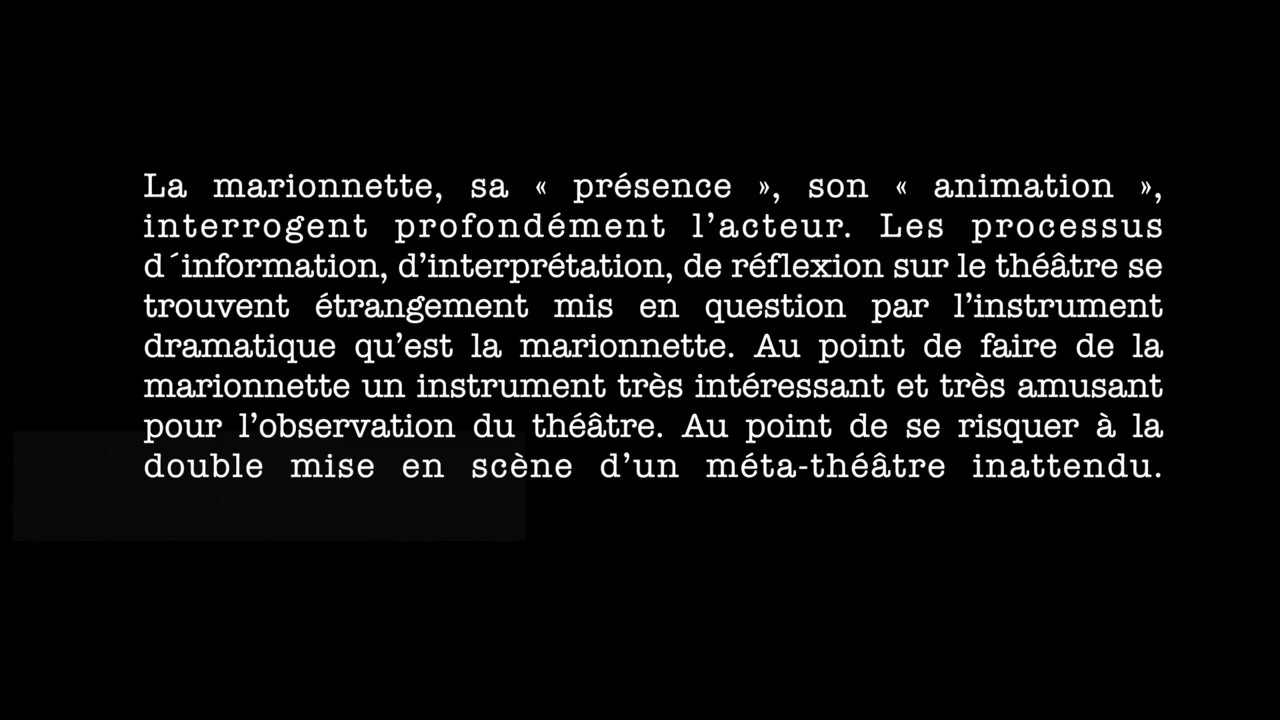 La marionnette, sa « présence », son « animation »,
interrogent profondément l’acteur. Les processus
d´information, d’interprétation, de réflexion sur le théâtre se
trouvent étrangement mis en question par l’instrument
dramatique qu’est la marionnette. Au point de faire de la
marionnette un instrument très intéressant et très amusant
pour l’observation du théâtre. Au point de se risquer à la
double mise en scène d’un méta-théâtre inattendu.